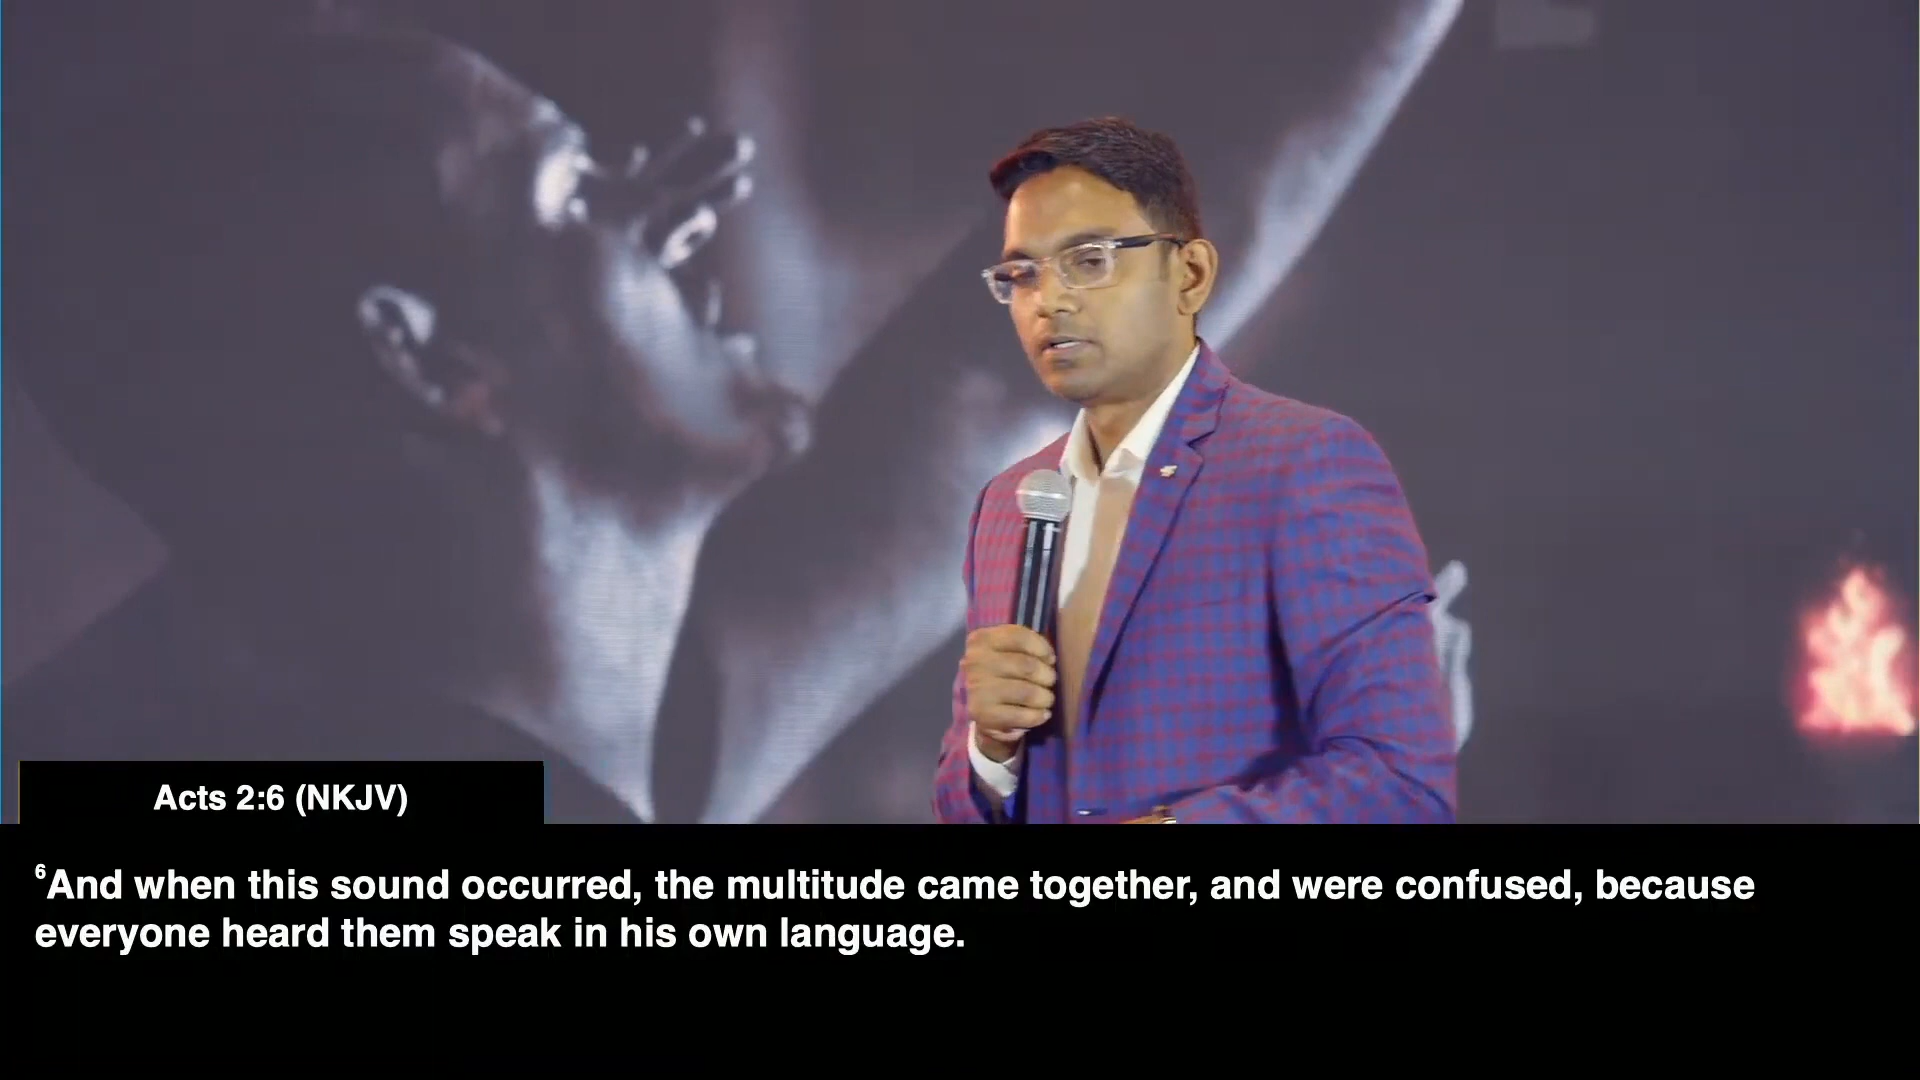 Acts 2:6 (NKJV)
⁶And when this sound occurred, the multitude came together, and were confused, because
everyone heard them speak in his own language.